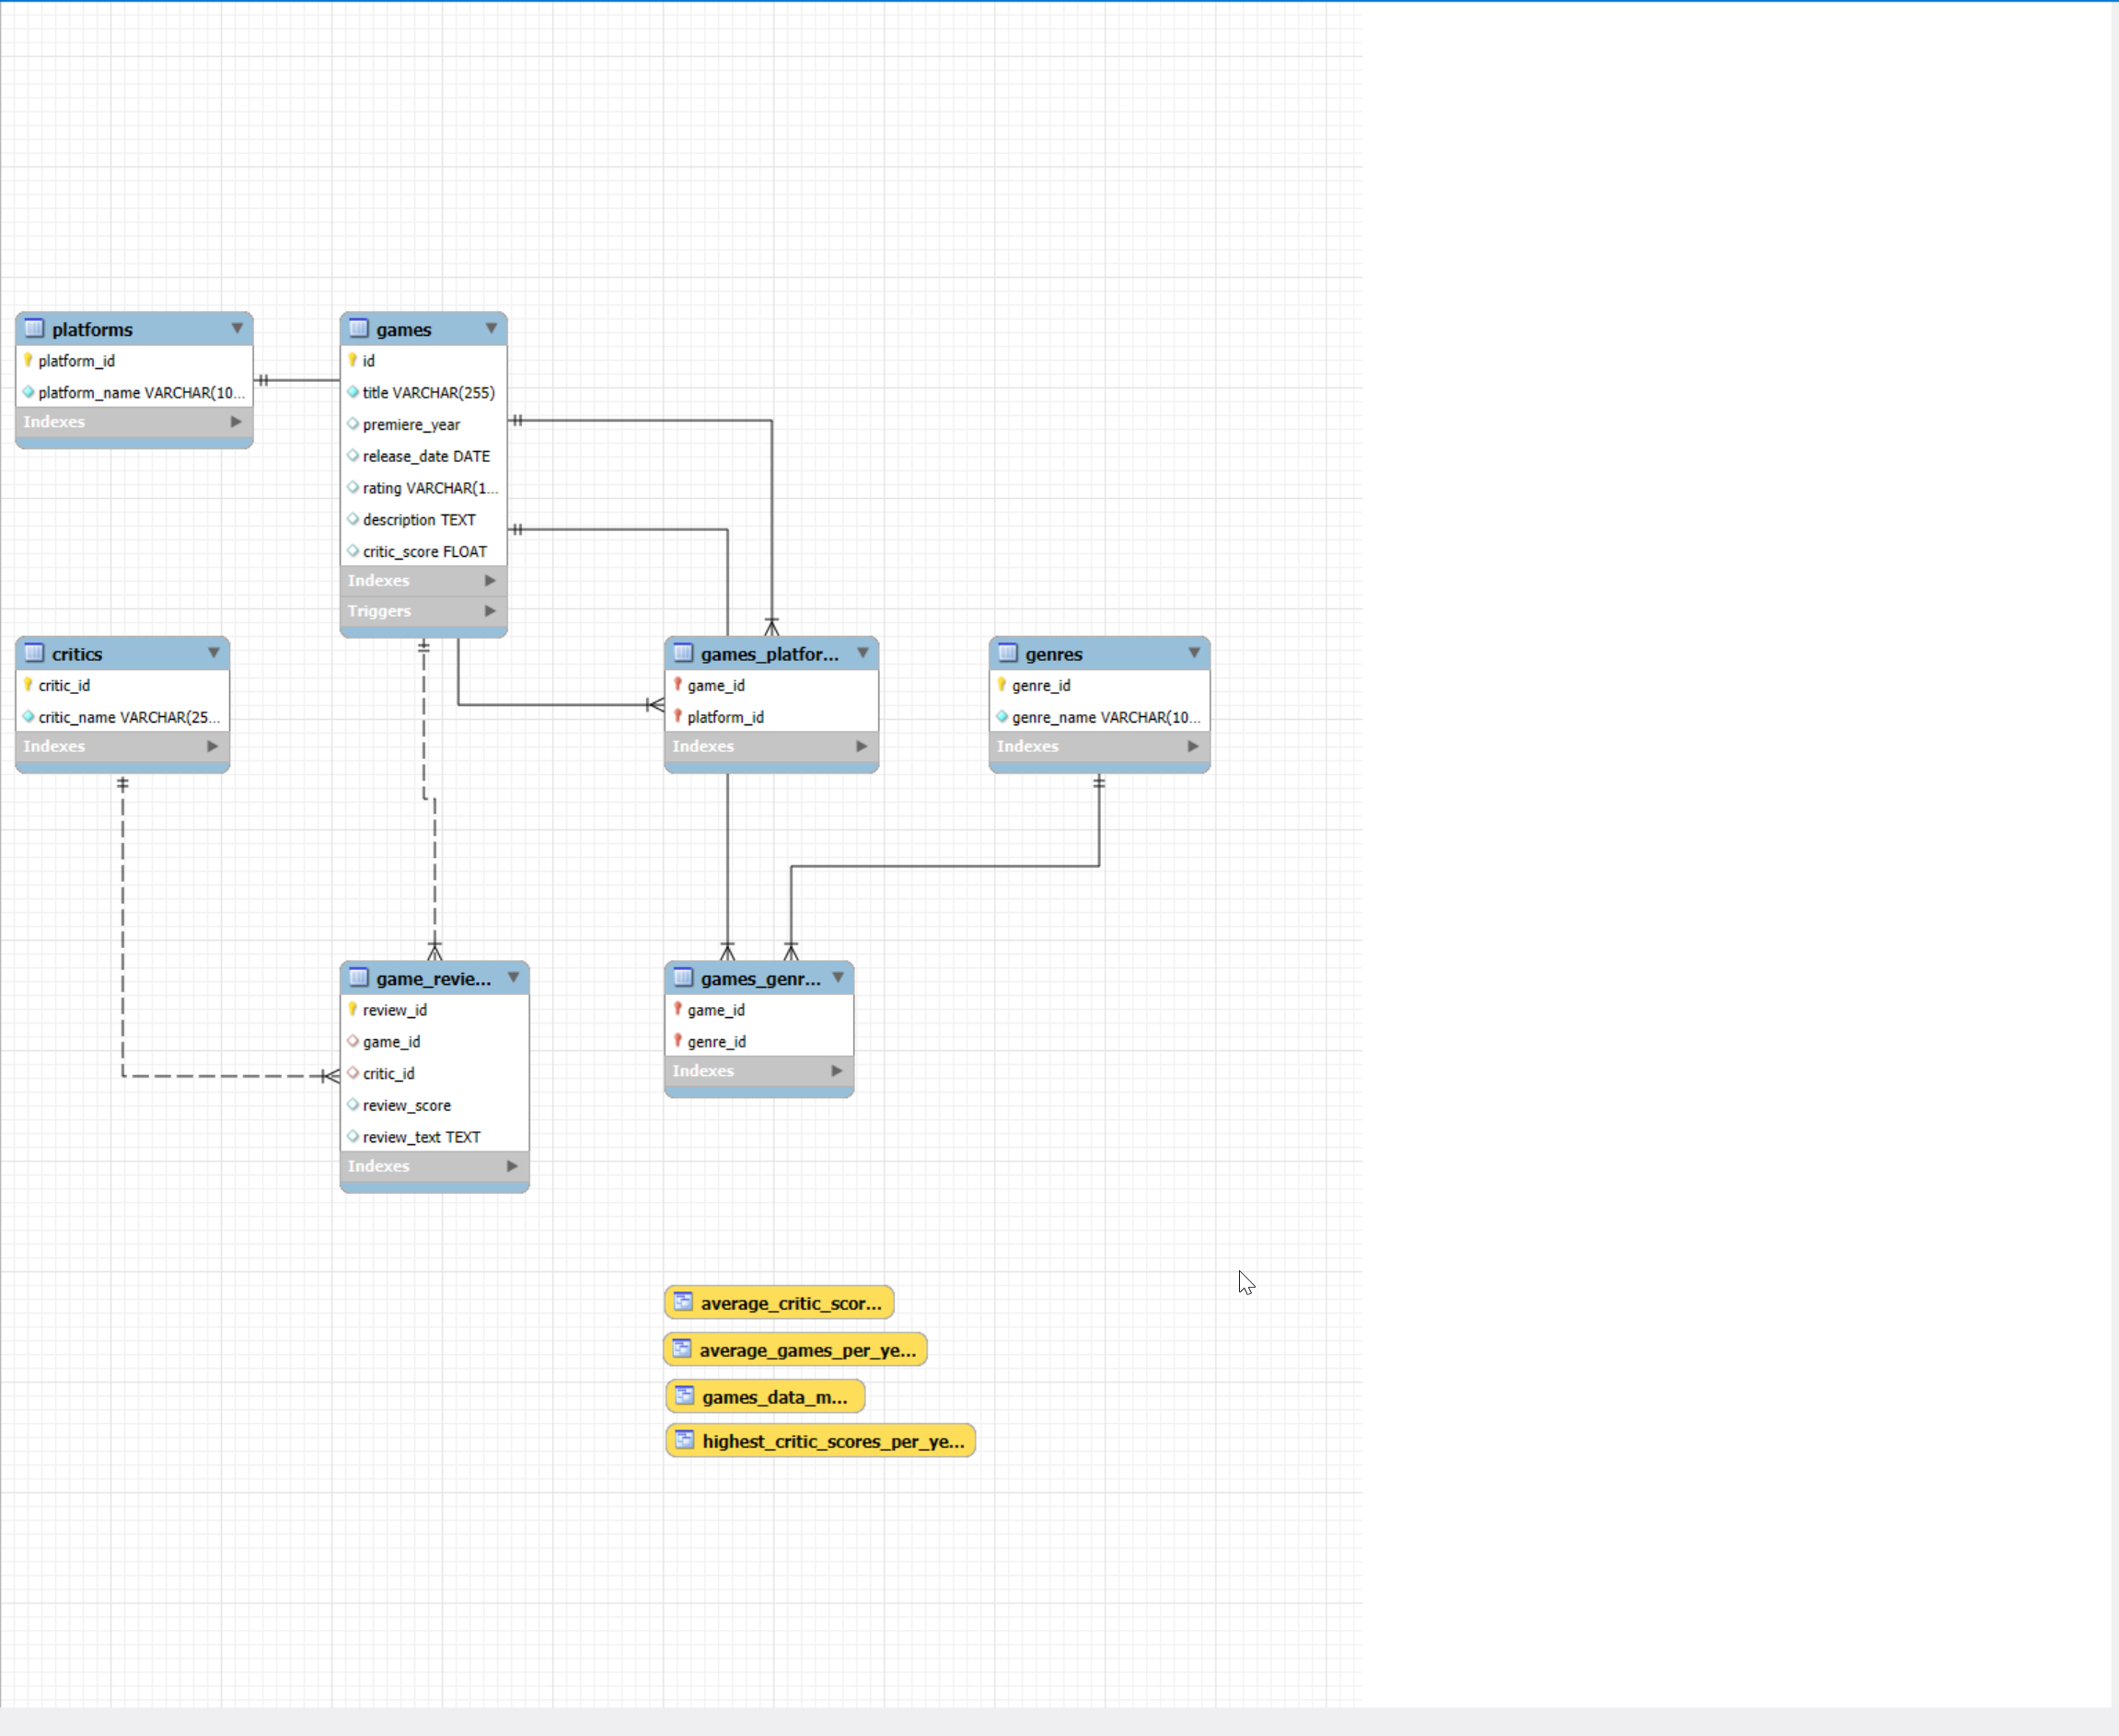 platforms
platform_id
platform_name VARCHAR(10...
Indexes
games
id
title VARCHAR(255)
premiere_year
release_date DATE
rating VARCHAR(1...
description TEXT
critic_score FLOAT
Indexes
Triggers
critics
critic_id
critic_name VARCHAR(25...
Indexes
games_platfor...
game_id
platform_id
Indexes
genres
genre_id
genre_name VARCHAR(10...
Indexes
game_revie...
review_id
game_id
critic_id
review_score
review_text TEXT
Indexes
games_genr...
game_id
genre_id
Indexes
average_critic_scor...
average_games_per_ye...
games_data_m...
highest_critic_scores_per_ye...